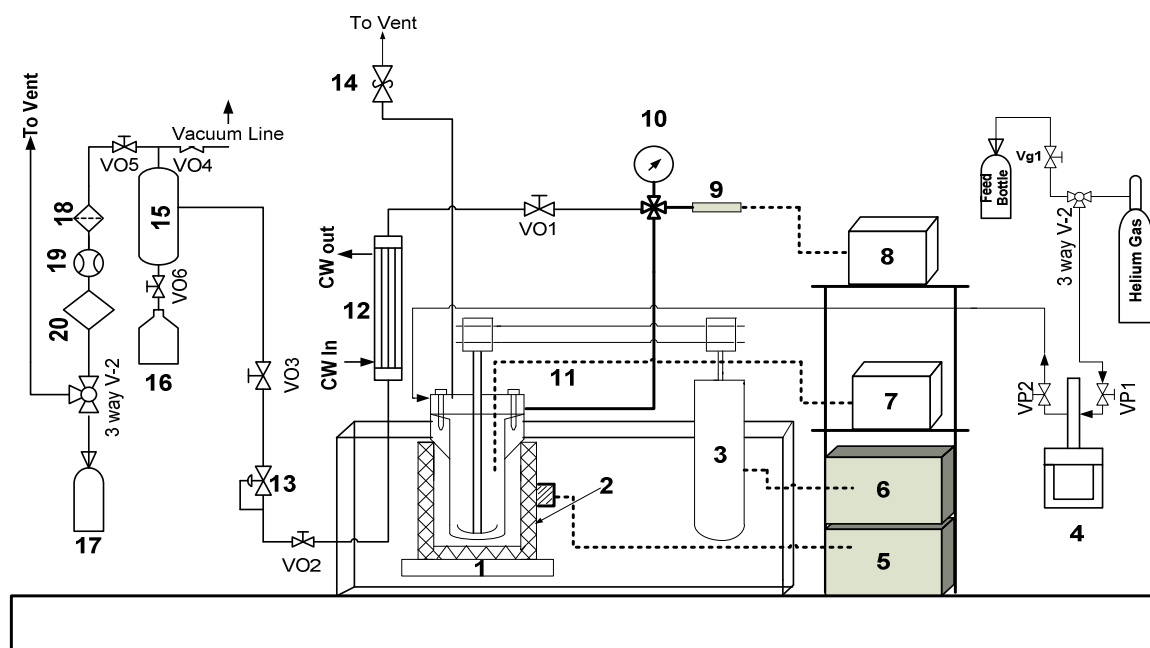 To Vent
14
10
9
To Vent
Vacuum Line
VO5
VO4
Vg1
Feed
Bottle
3 way V-2
Helium Gas
18
15
19
VO6
20
16
3 way V-2
17
VO3
13
VO2
CW out
12
CW In
VO1
8
11
7
VP2
VP1
3
6
2
5
1
4